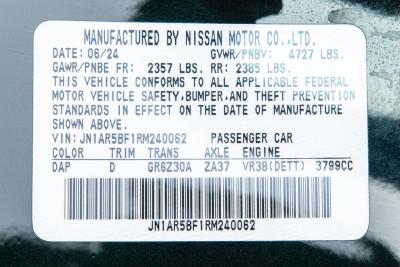 MANUFACTURED BY NISSAN MOTOR CO.,LTD.
DATE: 06/24 GVWR/PNBV: 4727 LBS.
GAWR/PNBE FR: 2357 LBS. RR: 2385 LBS.
THIS VEHICLE CONFORMS TO ALL APPLICABLE FEDERAL
MOTOR VEHICLE SAFETY,BUMPER,AND THEFT PREVENTION
STANDARDS IN EFFECT ON THE DATE OF MANUFACTURE
SHOWN ABOVE.
VIN: JN1AR5BF1RM240062 PASSENGER CAR
COLOR TRIM TRANS AXLE ENGINE
DAP D GR6Z30A ZA37 VR38(DETT) 3799CC
JN1AR5BF1RM240062